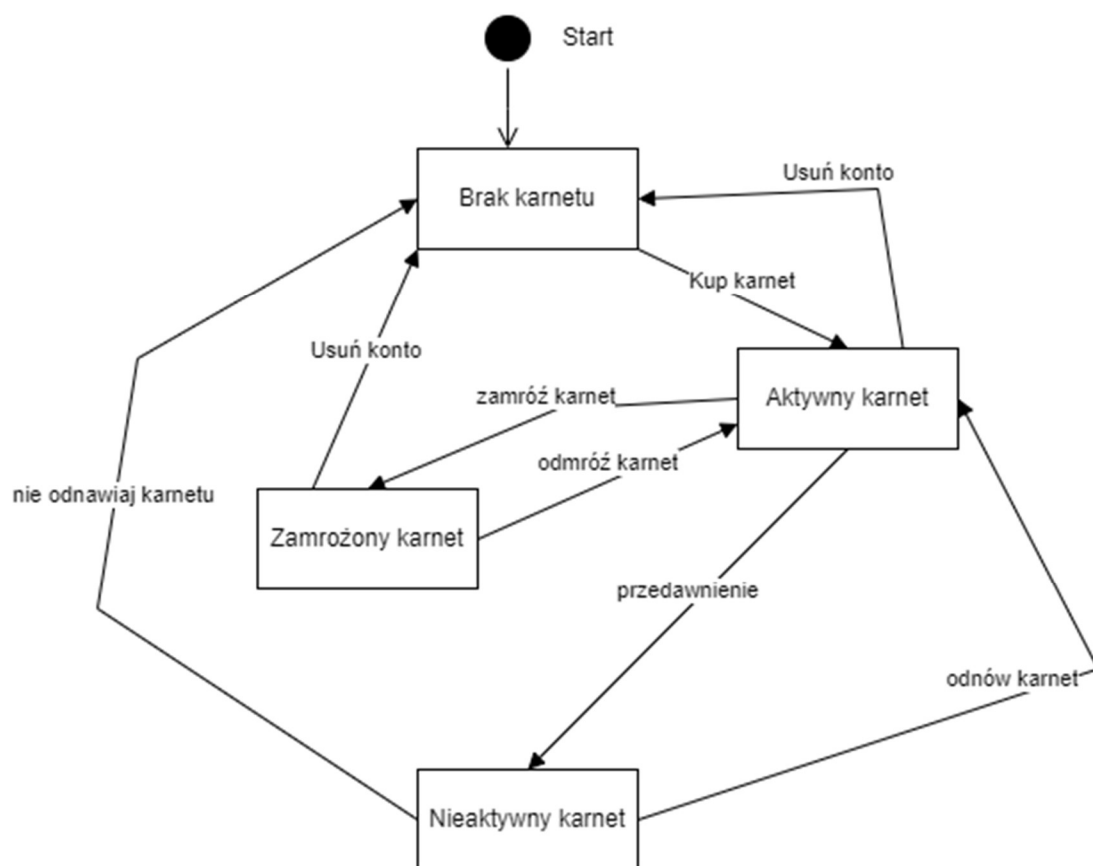 Start
Brak karnetu
Usuń konto
Kup karnet
Usuń konto
zamróź karnet
Aktywny karnet
odmróź karnet
nie odnawiaj karnetu
Zamrożony karnet
przedawnienie
odnów karnet
Nieaktywny karnet